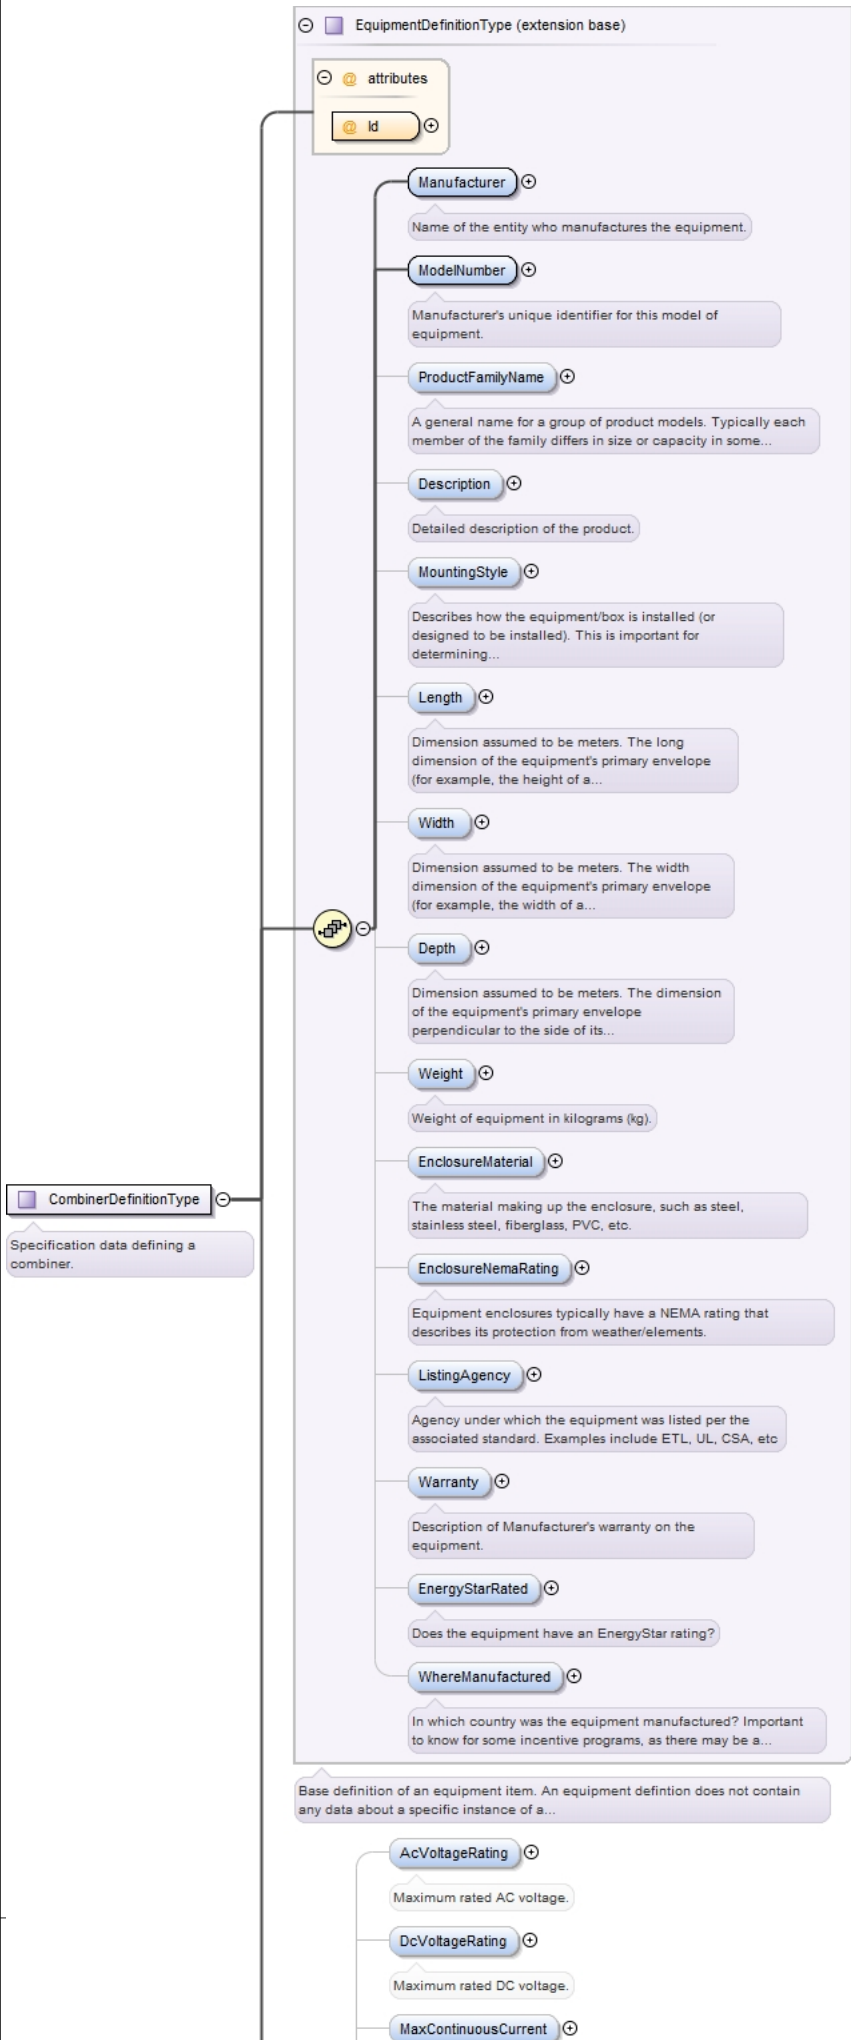 EquipmentDefinitionType (extension base)
@ attributes
@ Id
Manufacturer
Name of the entity who manufactures the equipment.
ModelNumber
Manufacturer's unique identifier for this model of
equipment.
ProductFamilyName
A general name for a group of product models. Typically each
member of the family differs in size or capacity in some...
Description
Detailed description of the product.
MountingStyle
Describes how the equipment/box is installed (or
designed to be installed). This is important for
determining...
Length
Dimension assumed to be meters. The long
dimension of the equipment's primary envelope
(for example, the height of a...
Width
Dimension assumed to be meters. The width
dimension of the equipment's primary envelope
(for example, the width of a...
Depth
Dimension assumed to be meters. The dimension
of the equipment's primary envelope
perpendicular to the side of its...
Weight
Weight of equipment in kilograms (kg).
EnclosureMaterial
The material making up the enclosure, such as steel,
stainless steel, fiberglass, PVC, etc.
CombinerDefinitionType
Specification data defining a
combiner.
EnclosureNemaRating
Equipment enclosures typically have a NEMA rating that
describes its protection from weather/elements.
ListingAgency
Agency under which the equipment was listed per the
associated standard. Examples include ETL, UL, CSA, etc
Warranty
Description of Manufacturer's warranty on the
equipment.
EnergyStarRated
Does the equipment have an EnergyStar rating?
WhereManufactured
In which country was the equipment manufactured? Important
to know for some incentive programs, as there may be a...
Base definition of an equipment item. An equipment defintion does not contain
any data about a specific instance of a...
AcVoltageRating
Maximum rated AC voltage.
DcVoltageRating
Maximum rated DC voltage.
MaxContinuousCurrent